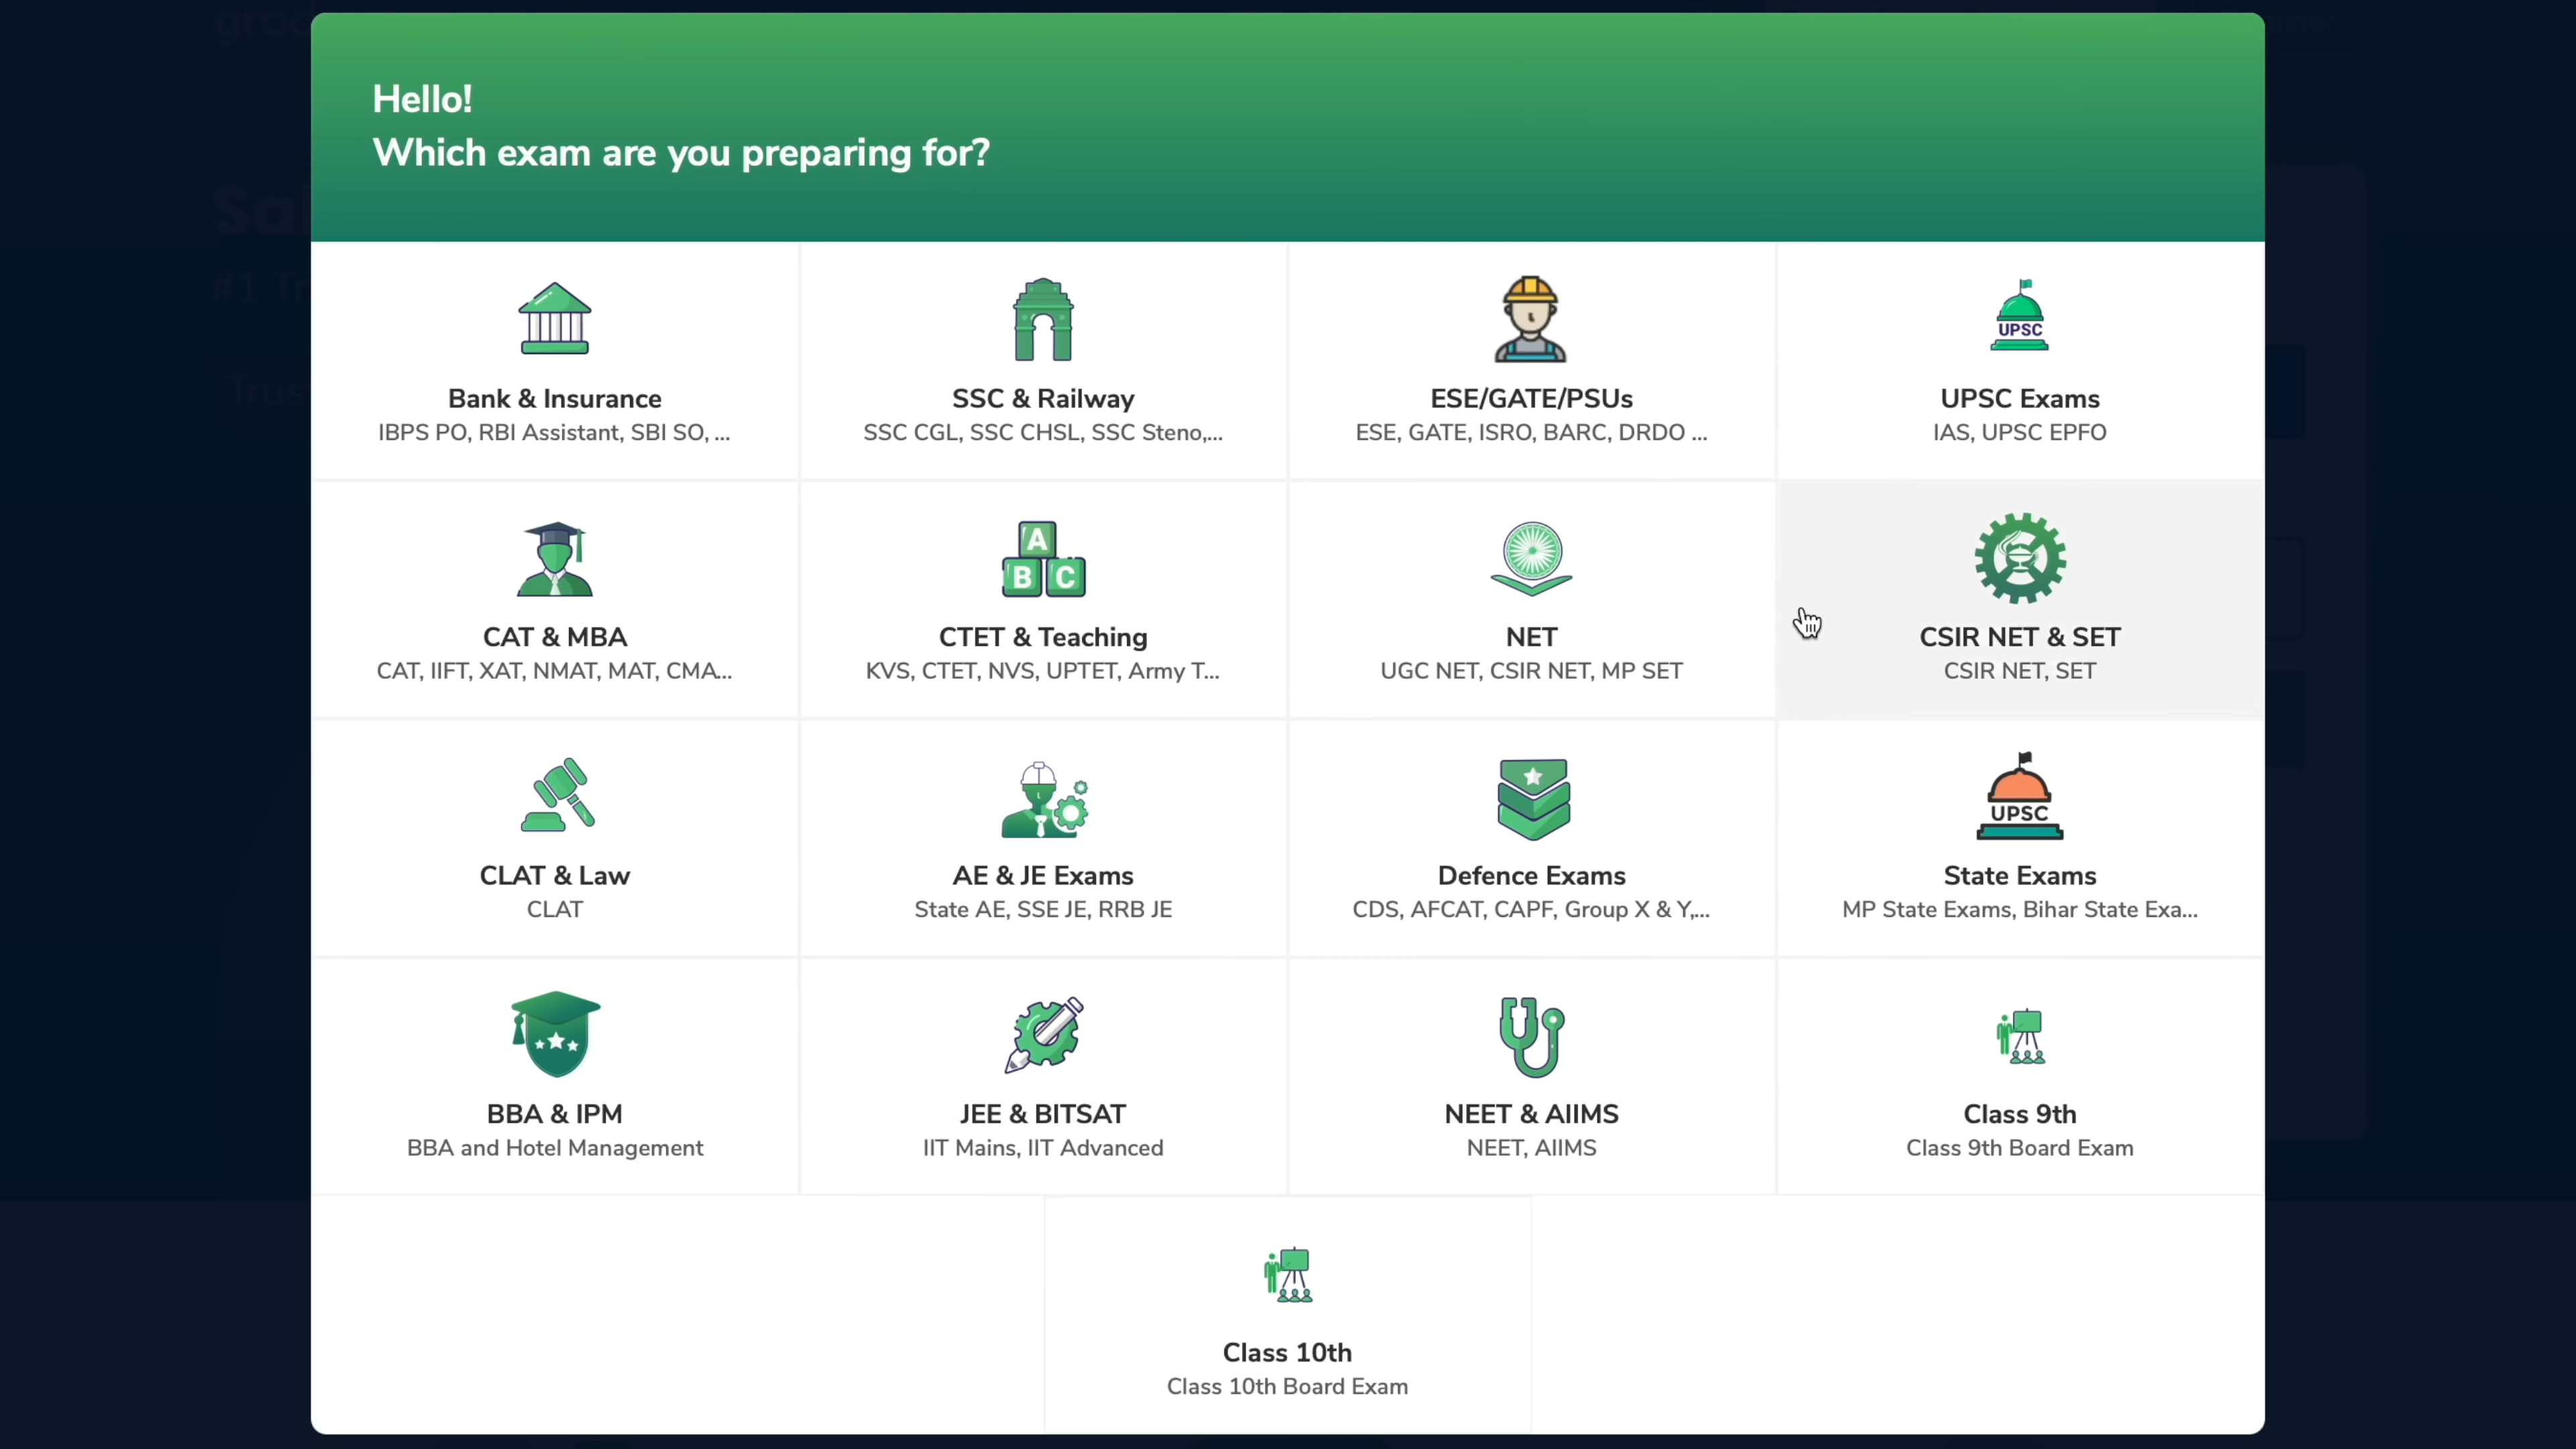 Hello!
Which exam are you preparing for?
Bank & Insurance
IBPS PO, RBI Assistant, SBI SO, ...
SSC & Railway
SSC CGL, SSC CHSL, SSC Steno,...
ESE/GATE/PSUs
ESE, GATE, ISRO, BARC, DRDO ...
UPSC
UPSC Exams
IAS, UPSC EPFO
CAT & MBA
CAT, IIFT, XAT, NMAT, MAT, CMA...
A
B C
CTET & Teaching
KVS, CTET, NVS, UPTET, Army T...
NET
UGC NET, CSIR NET, MP SET
CSIR NET & SET
CSIR NET, SET
CLAT & Law
CLAT
AE & JE Exams
State AE, SSE JE, RRB JE
Defence Exams
CDS, AFCAT, CAPF, Group X & Y,...
UPSC
State Exams
MP State Exams, Bihar State Exa...
BBA & IPM
BBA and Hotel Management
JEE & BITSAT
IIT Mains, IIT Advanced
NEET & AIIMS
NEET, AIIMS
Class 9th
Class 9th Board Exam
Class 10th
Class 10th Board Exam